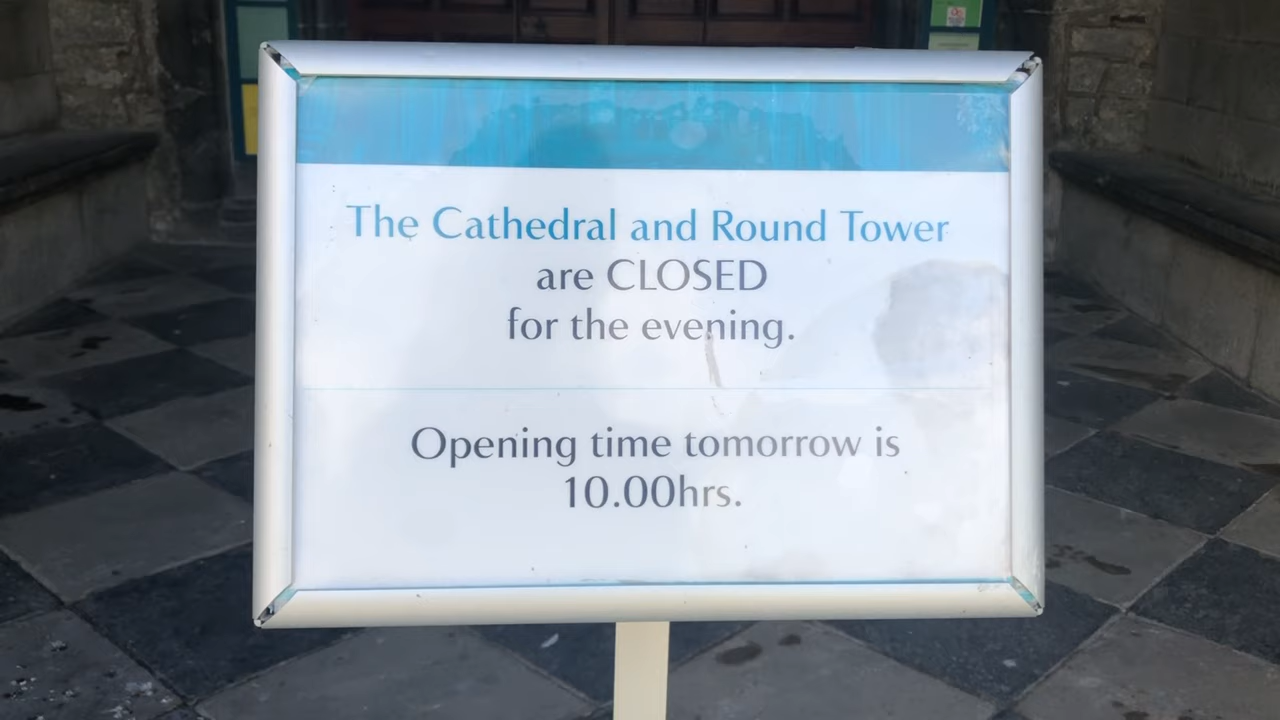 The Cathedral and Round Tower
are CLOSED
for the evening.
Opening time tomorrow is
10.00hrs.